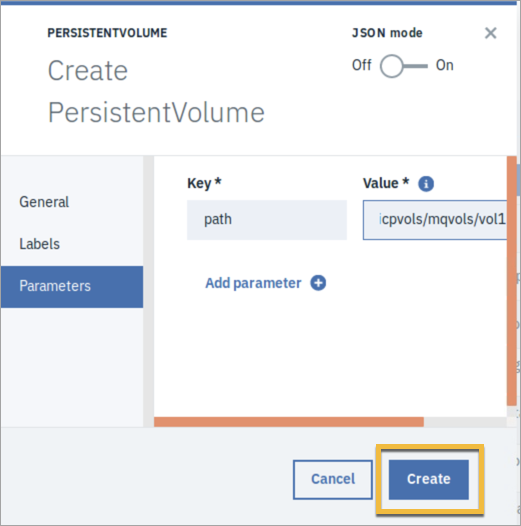 PERSISTENTVOLUME
JSON mode
Create
PersistentVolume
Off On
General
Labels
Parameters
Key *
Value *
path
icpvols/mqvols/vol1
Add parameter
Cancel
Create